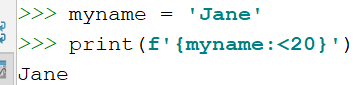 >>> myname = 'Jane'
>>> print(f'{myname:<20}')
Jane